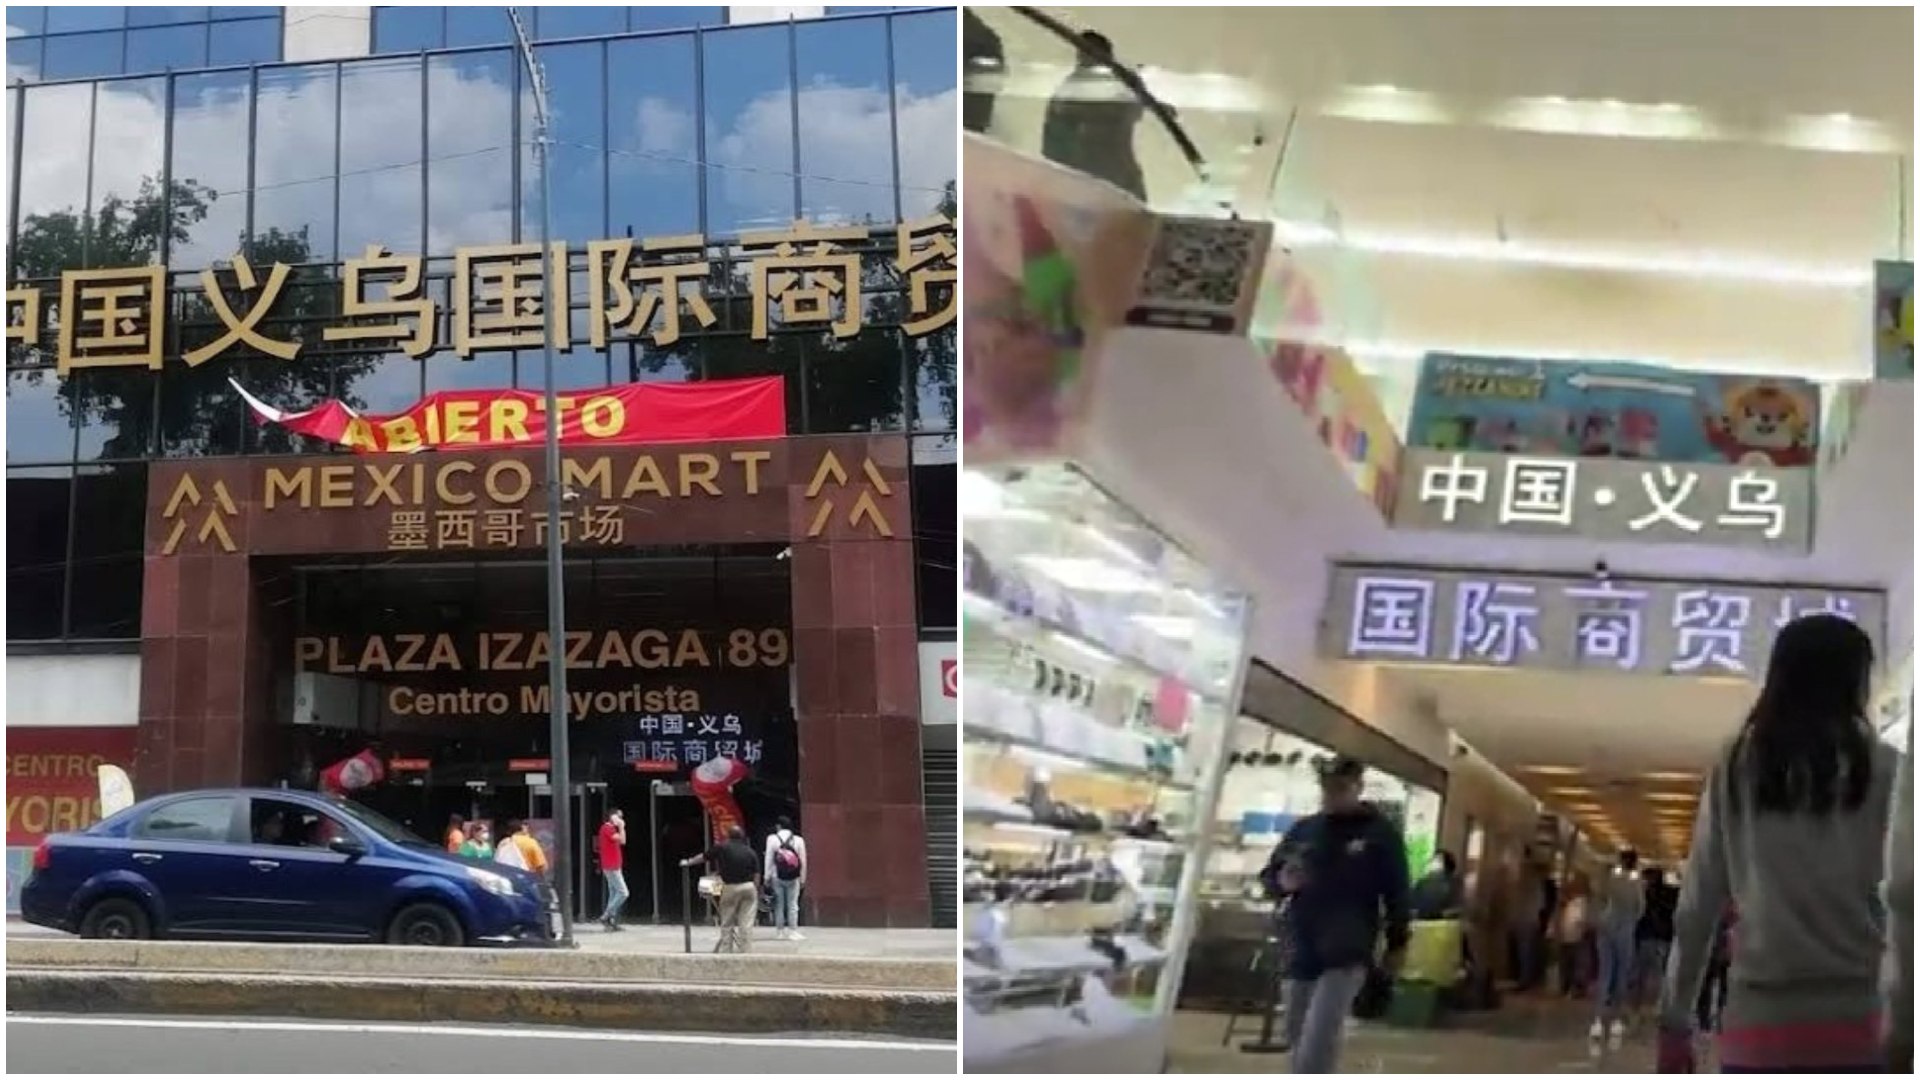 中国义乌国际商贸
ABIERTO
MEXICO MART
墨西哥市场
PLAZA IZAZAGA 89
Centro Mayorista
中国·义乌
国际商贸城
CENTRO
中国·义乌
国际商贸城